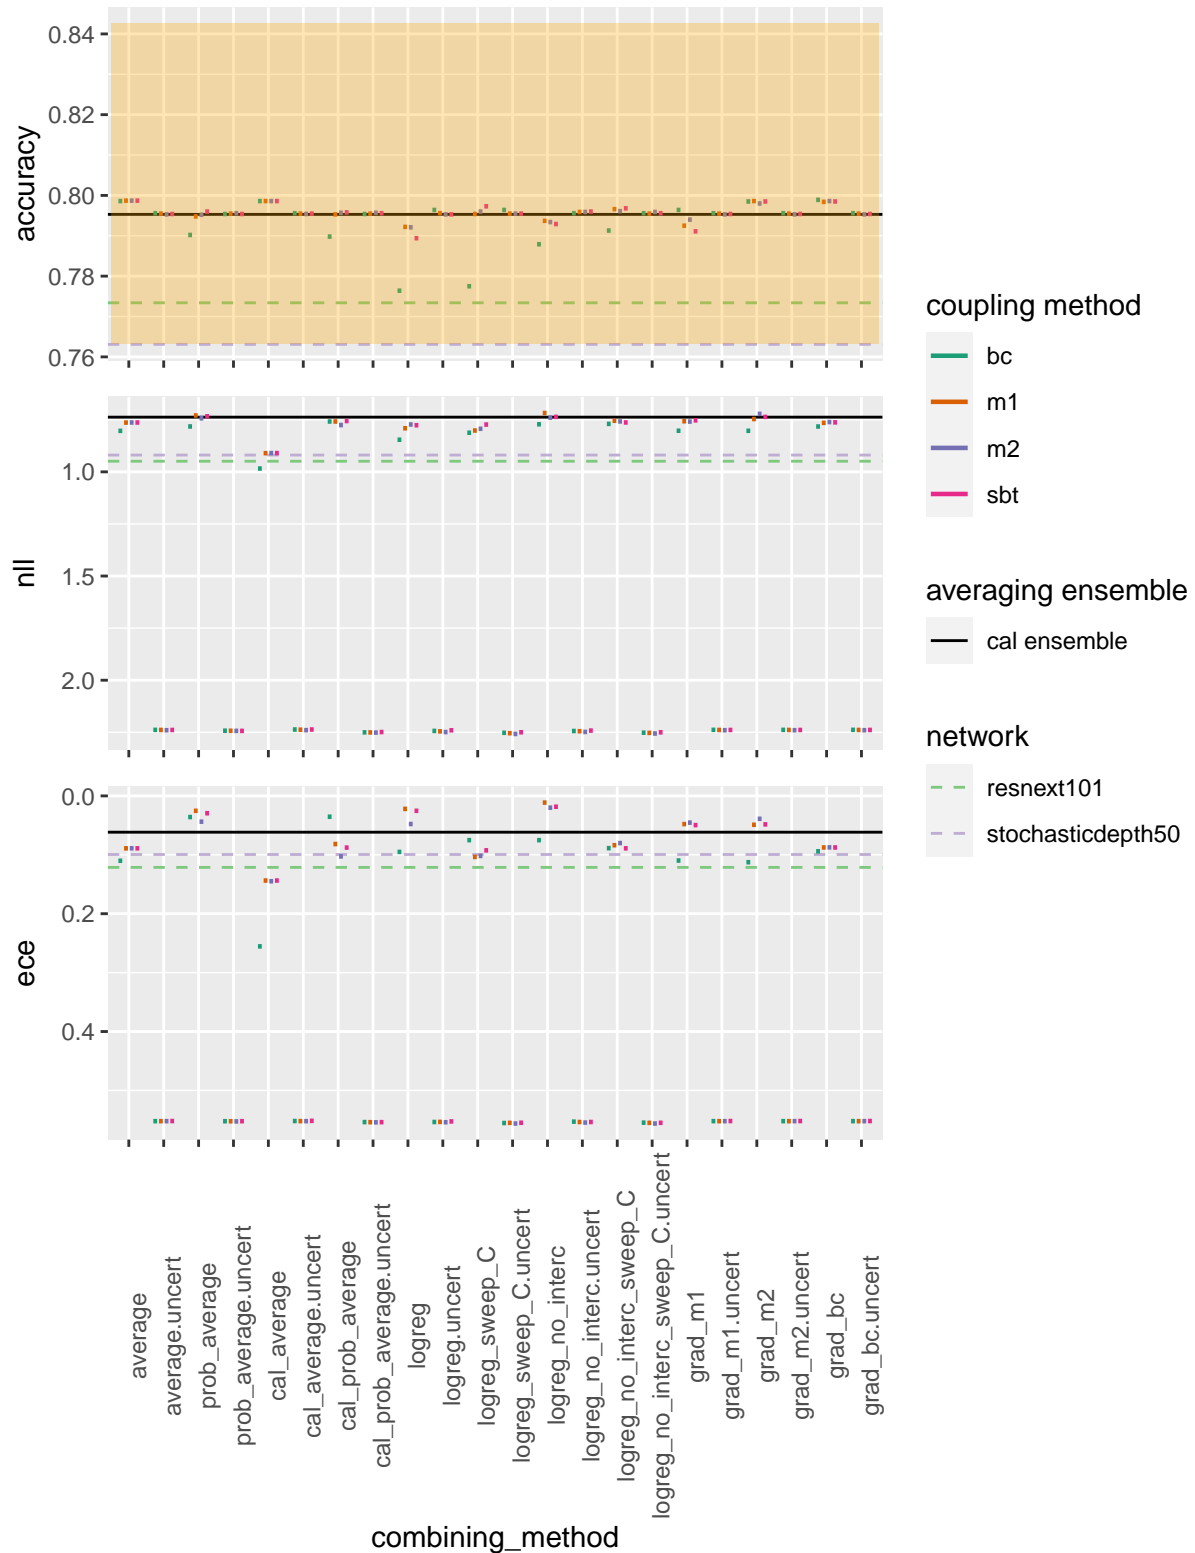 0.84
0.82
0.80
0.78
0.76
accuracy
1.0
1.5
2.0
nll
0.0
0.2
0.4
ece
average
average.uncert
prob_average
prob_average.uncert
cal_average
cal_average.uncert
cal_prob_average
cal_prob_average.uncert
logreg
logreg.uncert
logreg_sweep_C
logreg_sweep_C.uncert
logreg_no_interc
logreg_no_interc.uncert
logreg_no_interc_sweep_C
logreg_no_interc_sweep_C.uncert
grad_m1
grad_m1.uncert
grad_m2
grad_m2.uncert
grad_bc
grad_bc.uncert
combining_method
coupling method
bc
m1
m2
sbt
averaging ensemble
cal ensemble
network
resnext101
stochasticdepth50